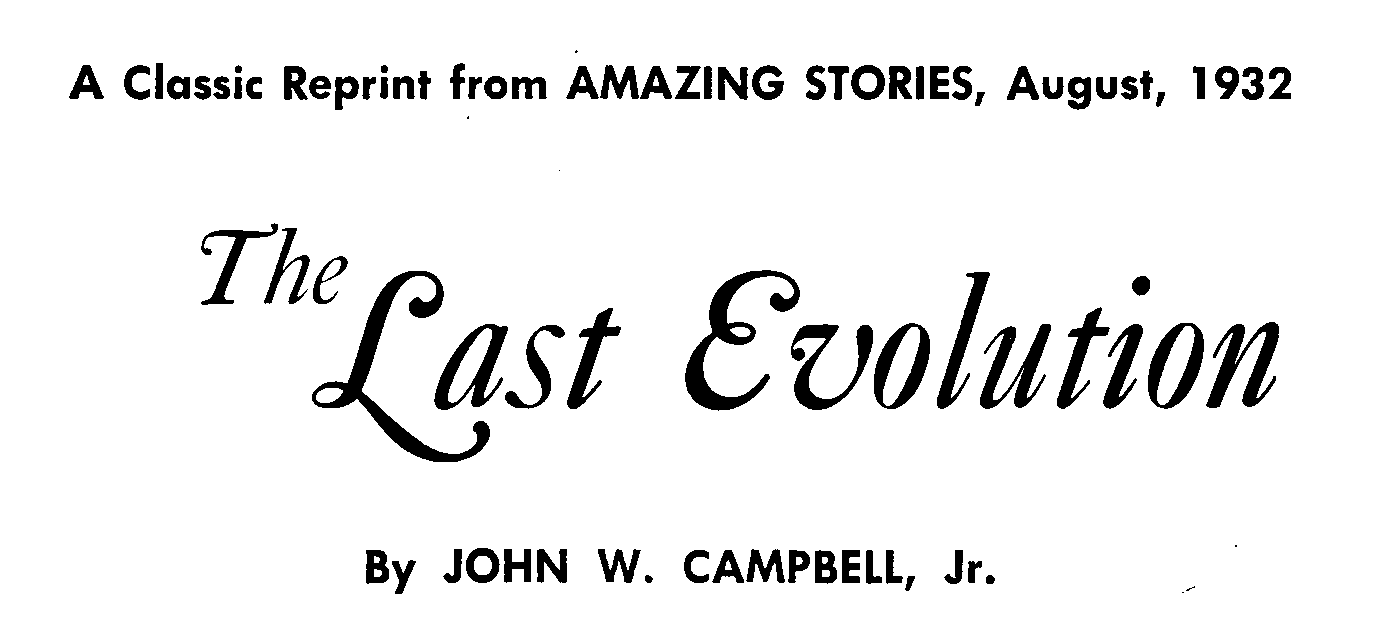 A Classic Reprint from AMAZING STORIES, August, 1932
The
Last Evolution
By JOHN W. CAMPBELL, Jr.